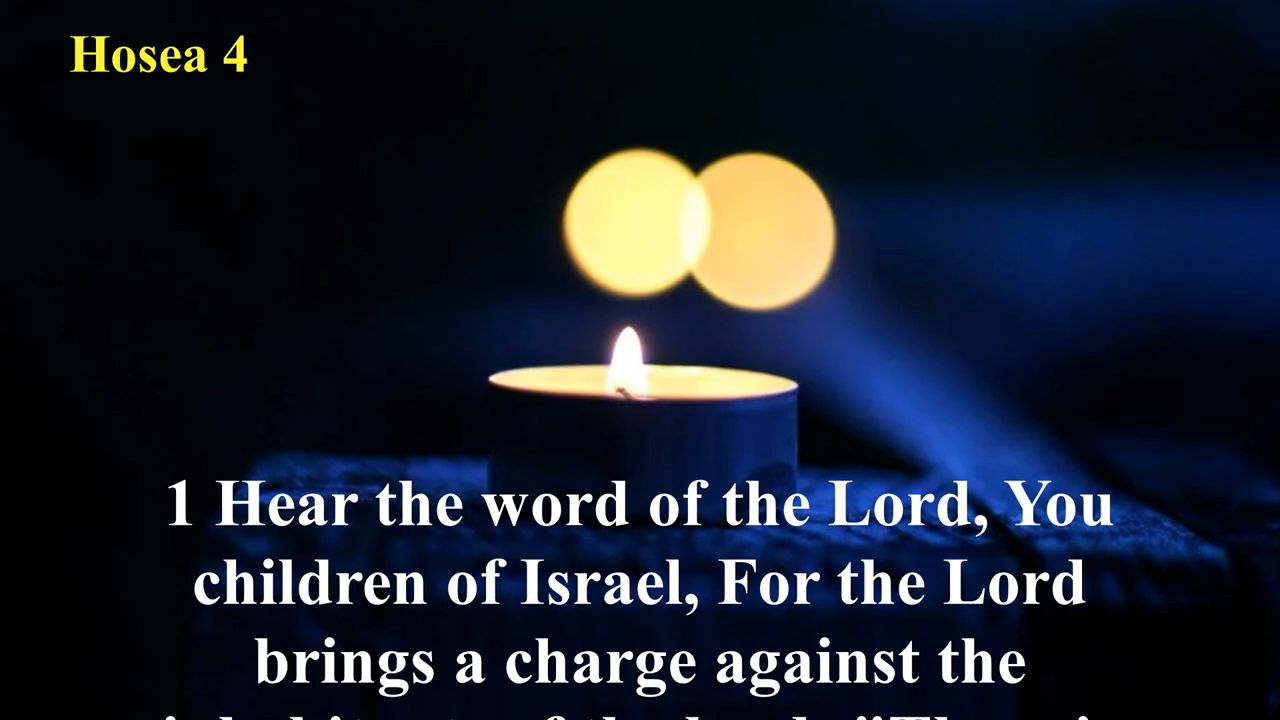 Hosea 4
1 Hear the word of the Lord, You
children of Israel, For the Lord
brings a charge against the